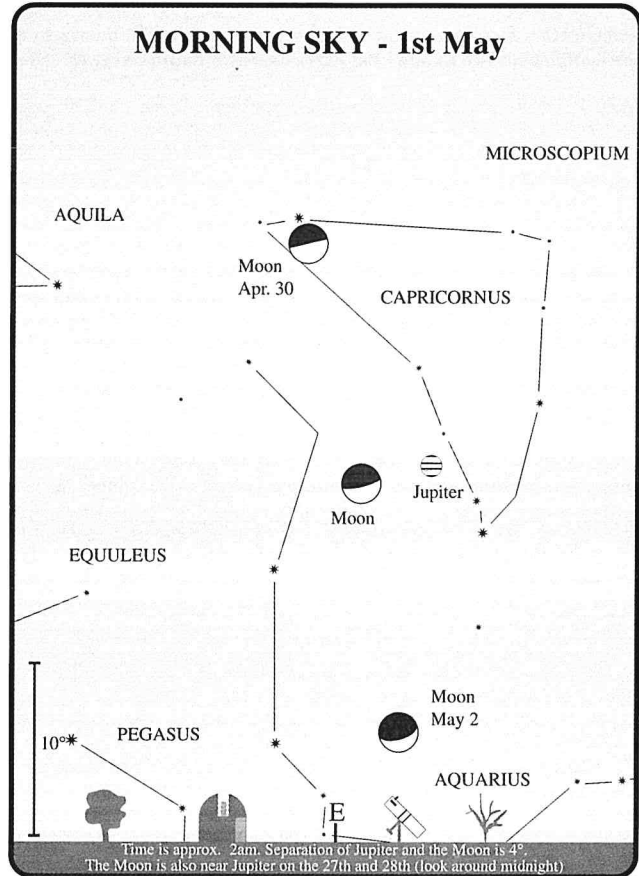 MORNING SKY - 1st May
MICROSCOPIUM
AQUILA
Moon
Apr. 30
CAPRICORNUS
Jupiter
Moon
EQUULEUS
Moon
May 2
10°
PEGASUS
AQUARIUS
E
Time is approx. 2am. Separation of Jupiter and the Moon is 4°.
The Moon is also near Jupiter on the 27th and 28th (look around midnight)